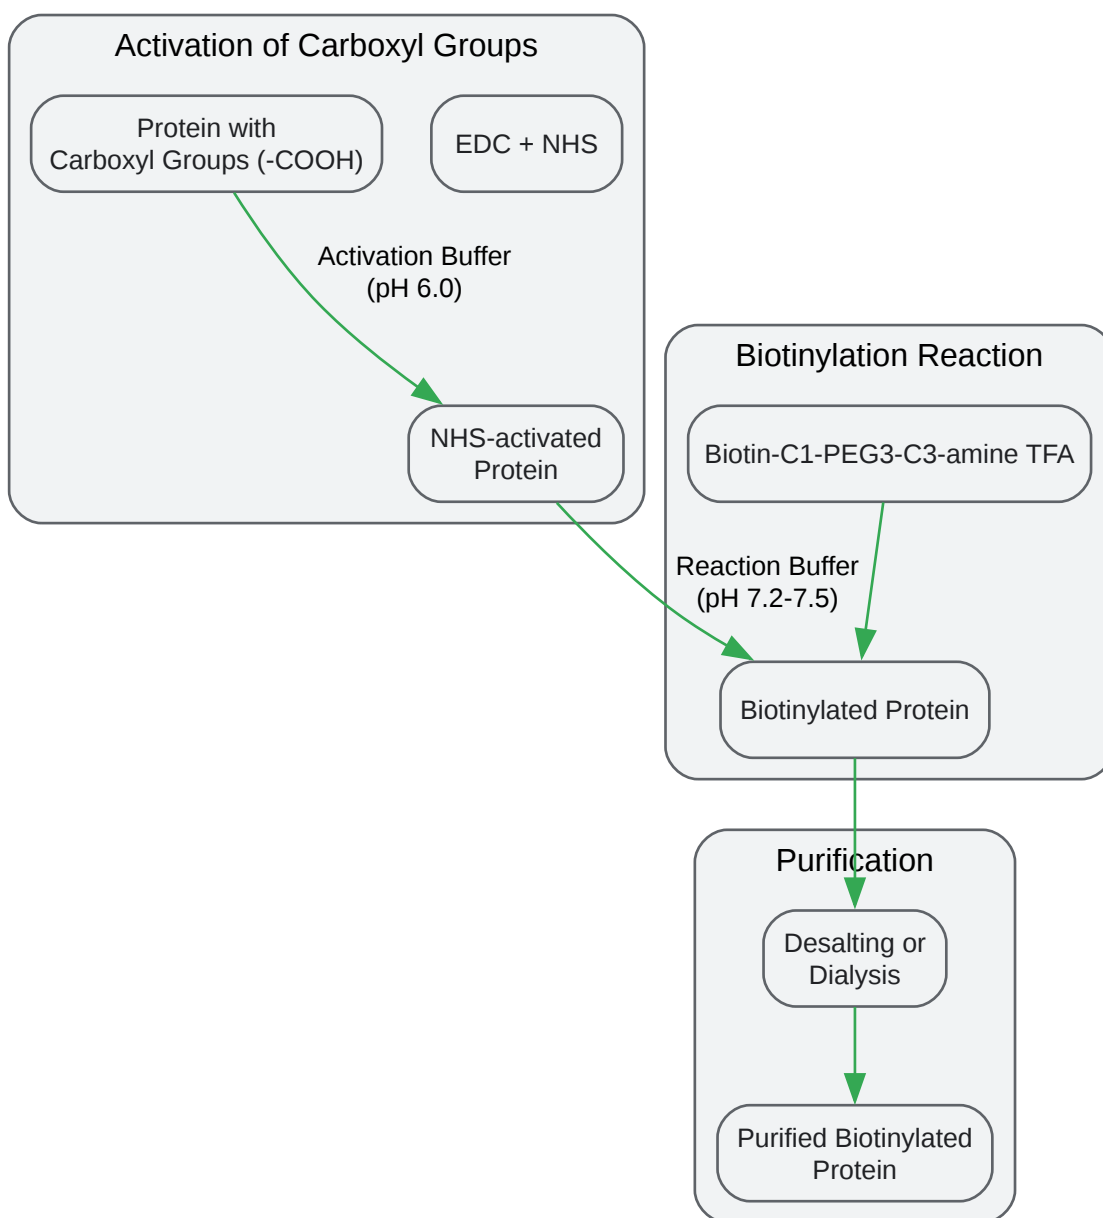 Activation of Carboxyl Groups
Protein with
Carboxyl Groups (-COOH)
EDC + NHS
Activation Buffer
(pH 6.0)
NHS-activated
Protein
Biotinylation Reaction
Biotin-C1-PEG3-C3-amine TFA
Reaction Buffer
(pH 7.2-7.5)
Biotinylated Protein
Purification
Desalting or
Dialysis
Purified Biotinylated
Protein